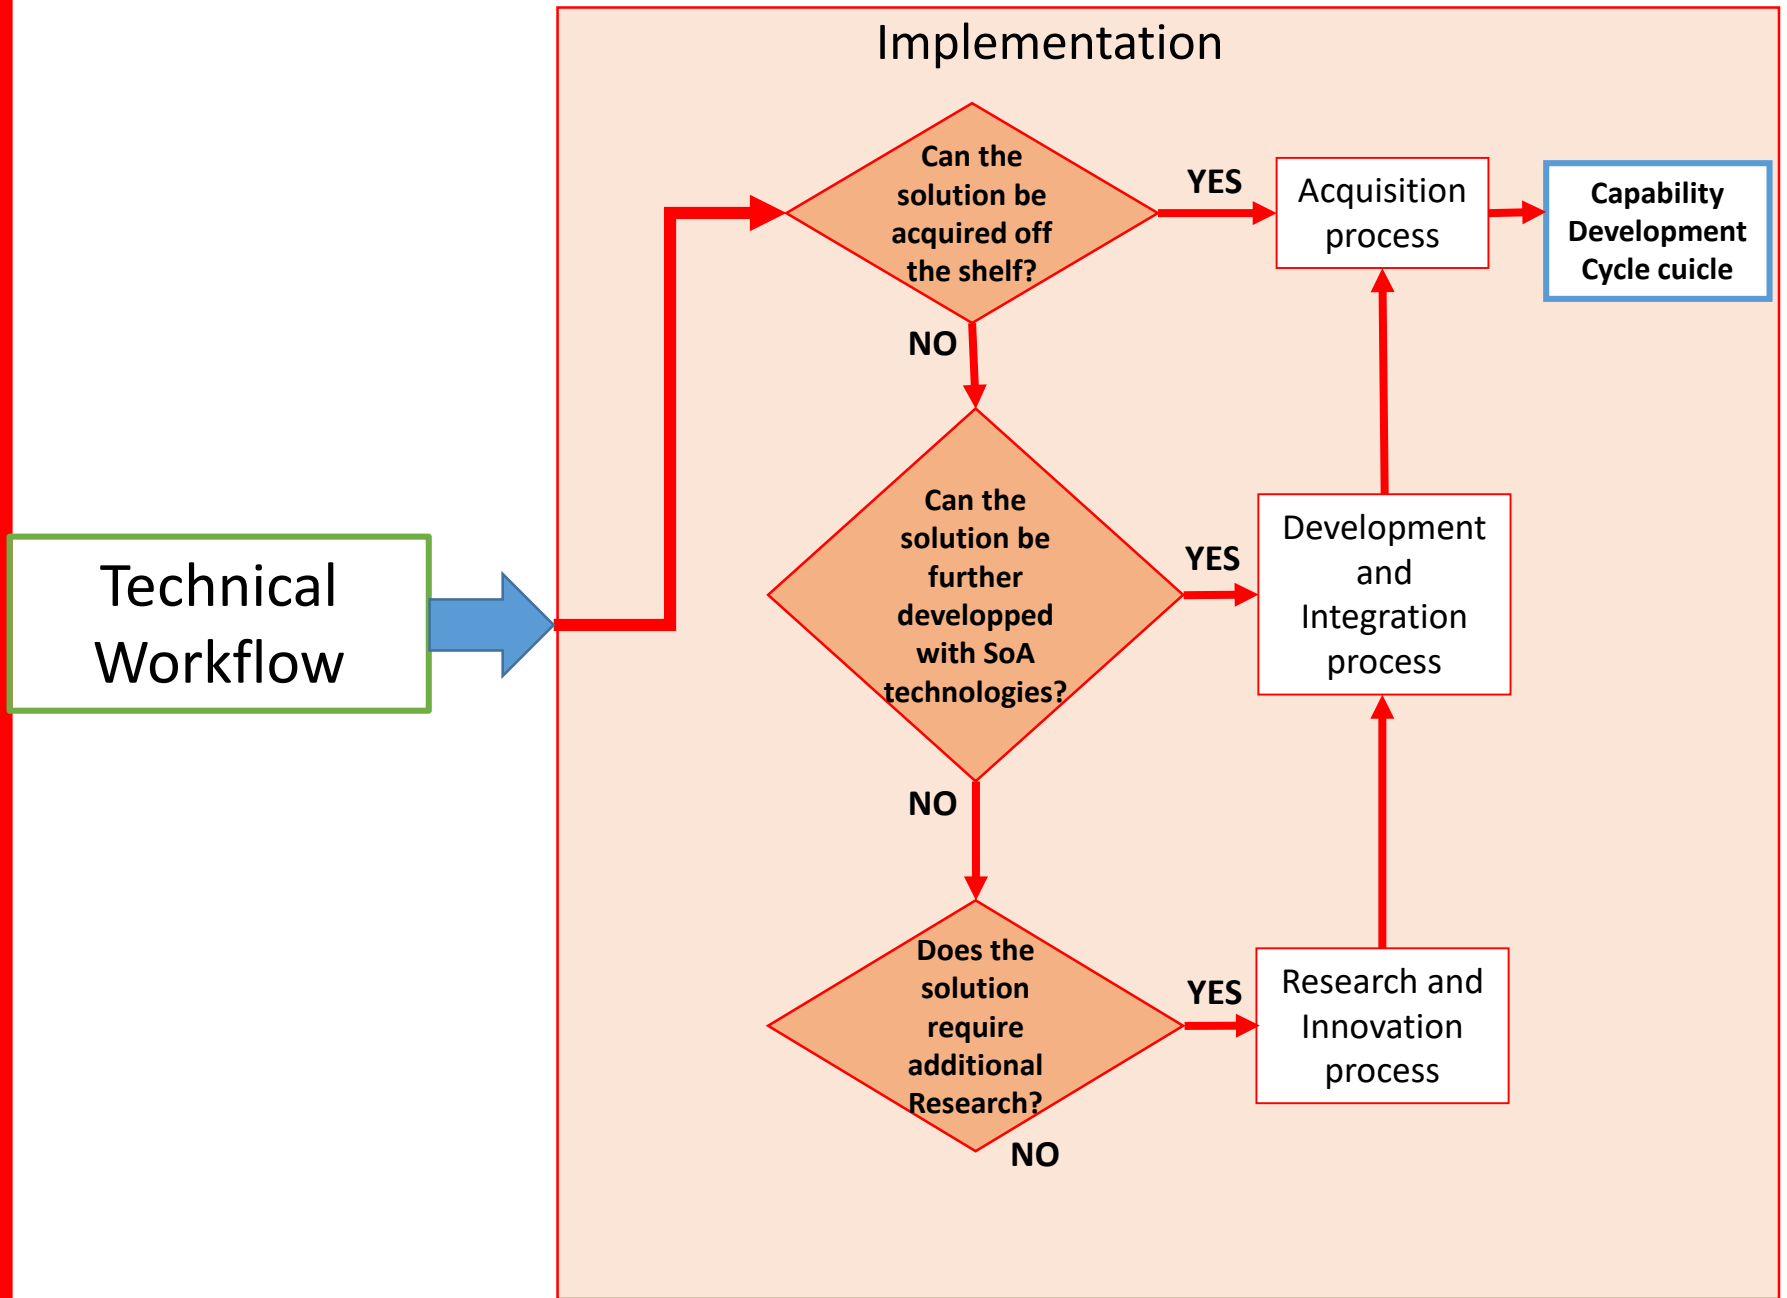 Implementation
Can the
solution be
acquired off
the shelf?
YES
Acquisition
process
Capability
Development
Cycle cuicle
NO
Can the
solution be
further
developped
with SoA
technologies?
YES
Development
and
Integration
process
Technical
Workflow
NO
Does the
solution
require
additional
Research?
YES
Research and
Innovation
process
NO